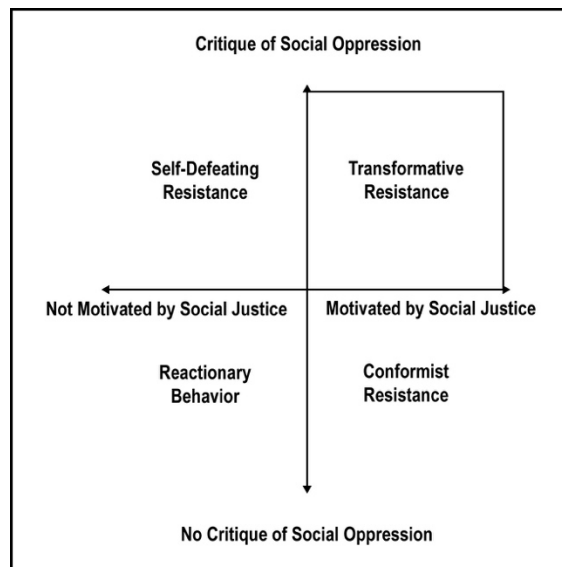 Critique of Social Oppression
Self-Defeating
Resistance
Transformative
Resistance
Not Motivated by Social Justice
Motivated by Social Justice
Reactionary
Behavior
Conformist
Resistance
No Critique of Social Oppression